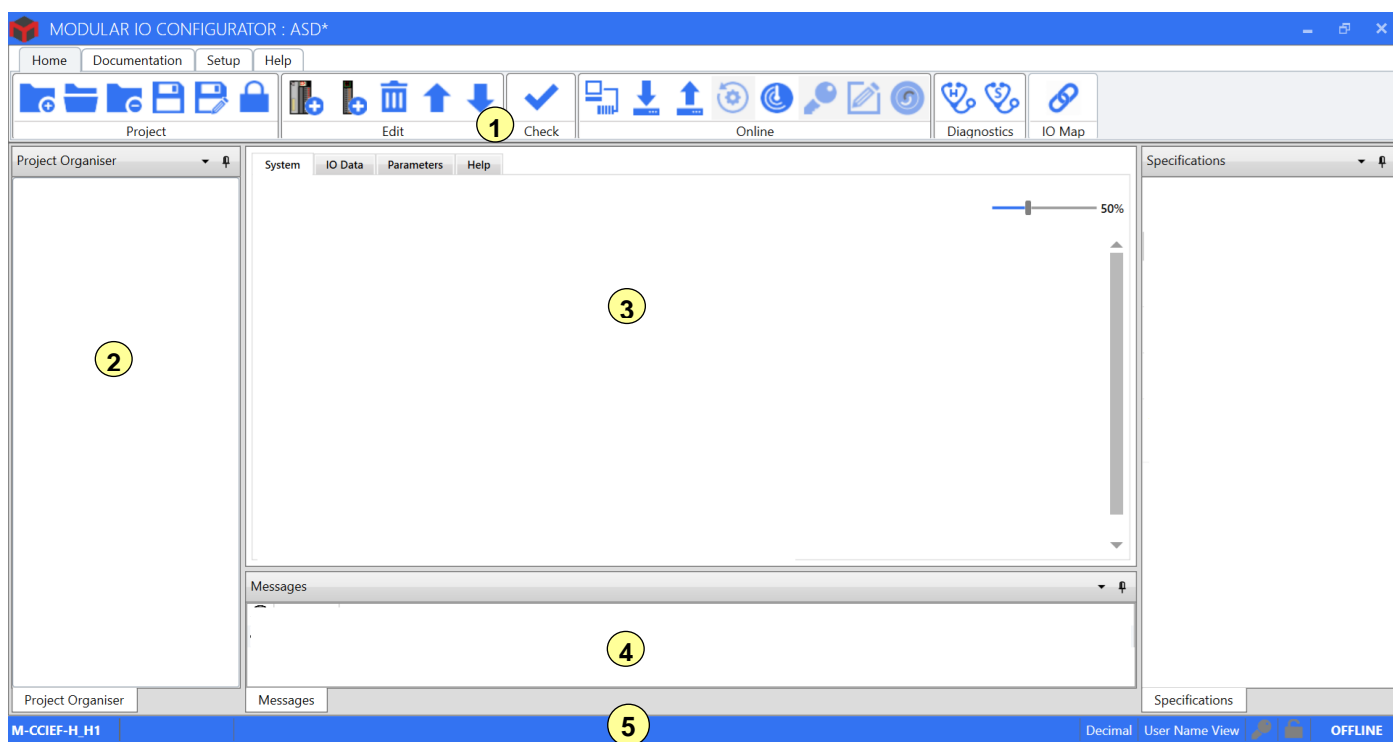 MODULAR IO CONFIGURATOR : ASD*
Home Documentation Setup Help
Project Edit 1 Check Online Diagnostics IO Map
Project Organiser
System IO Data Parameters Help
Specifications
50%
3
2
Messages
4
Project Organiser
Messages
Specifications
M-CCIEF-H_H1
5
Decimal User Name View OFFLINE